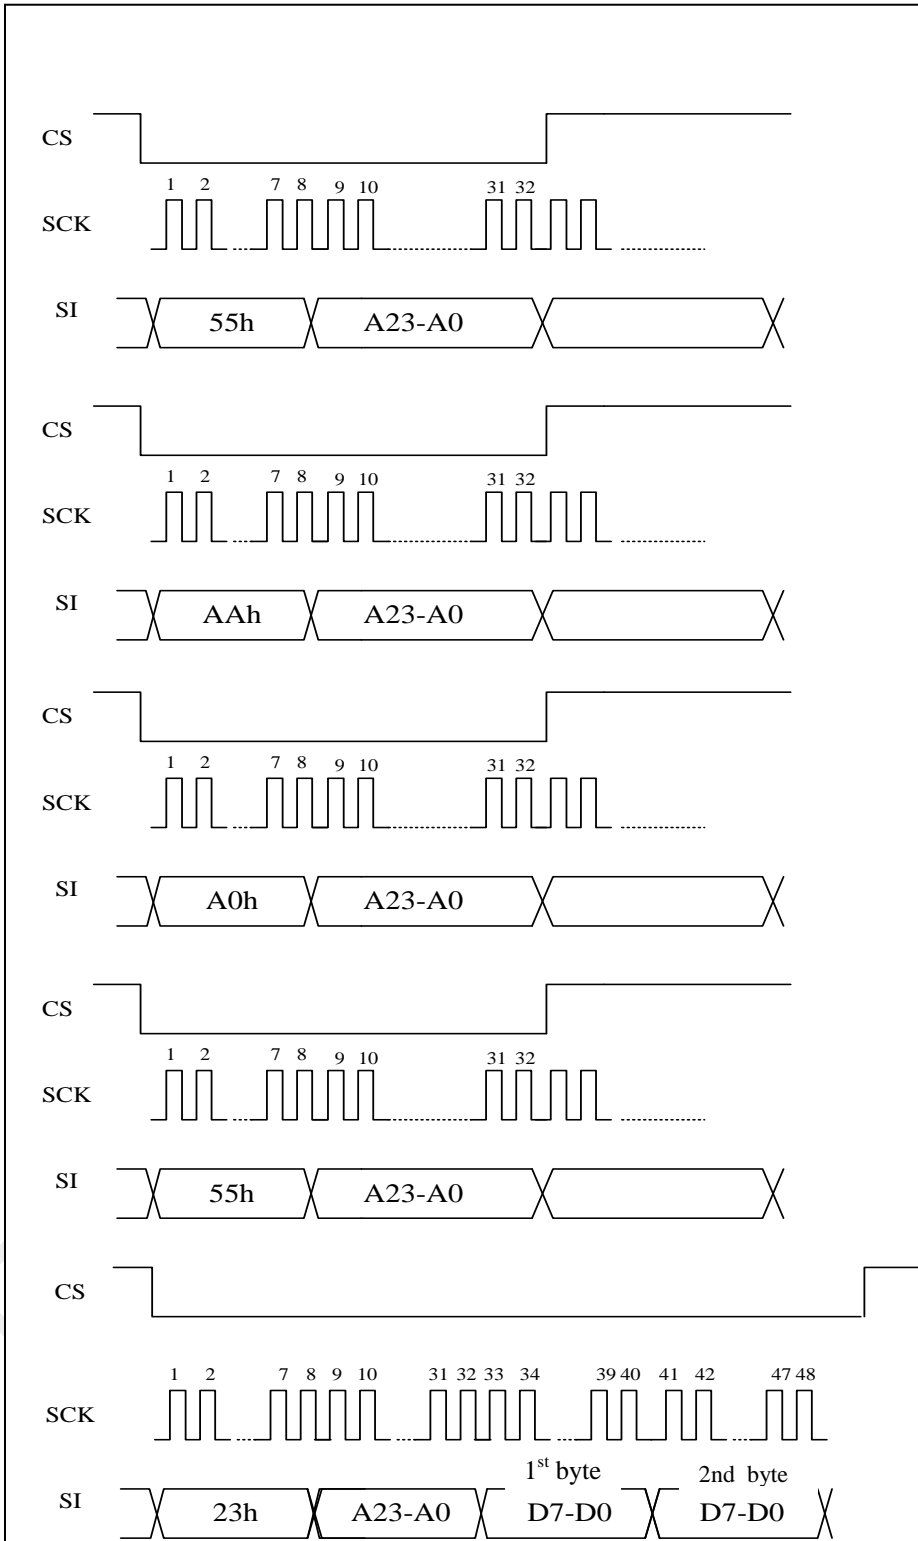 CS
1 2 7 8 9 10 31 32
SCK
SI 55h A23-A0
CS
1 2 7 8 9 10 31 32
SCK
SI AAh A23-A0
CS
1 2 7 8 9 10 31 32
SCK
SI A0h A23-A0
CS
1 2 7 8 9 10 31 32
SCK
SI 55h A23-A0
CS
1 2 7 8 9 10 31 32 33 34 39 40 41 42 47 48
SCK
1st byte 2nd byte
SI 23h A23-A0 D7-D0 D7-D0